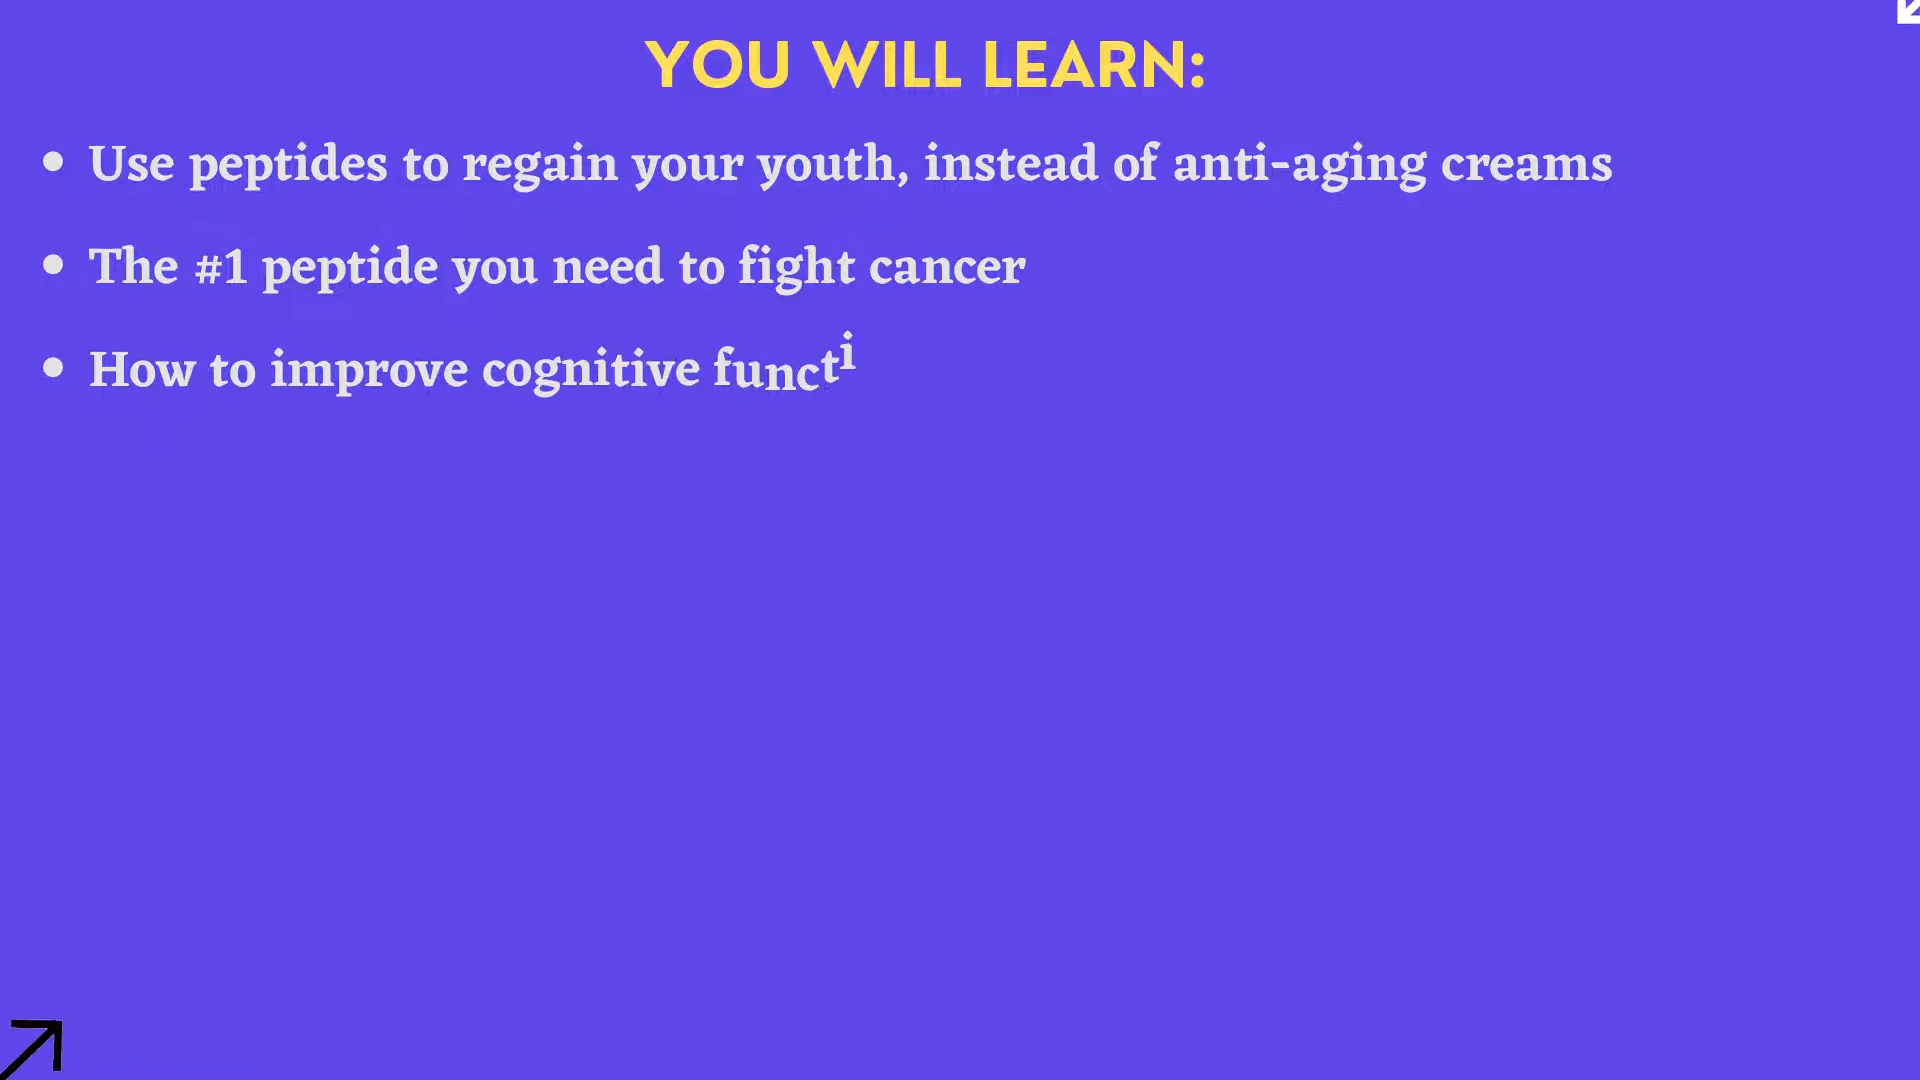 YOU WILL LEARN:
• Use peptides to regain your youth, instead of anti-aging creams
• The #1 peptide you need to fight cancer
• How to improve cognitive functi